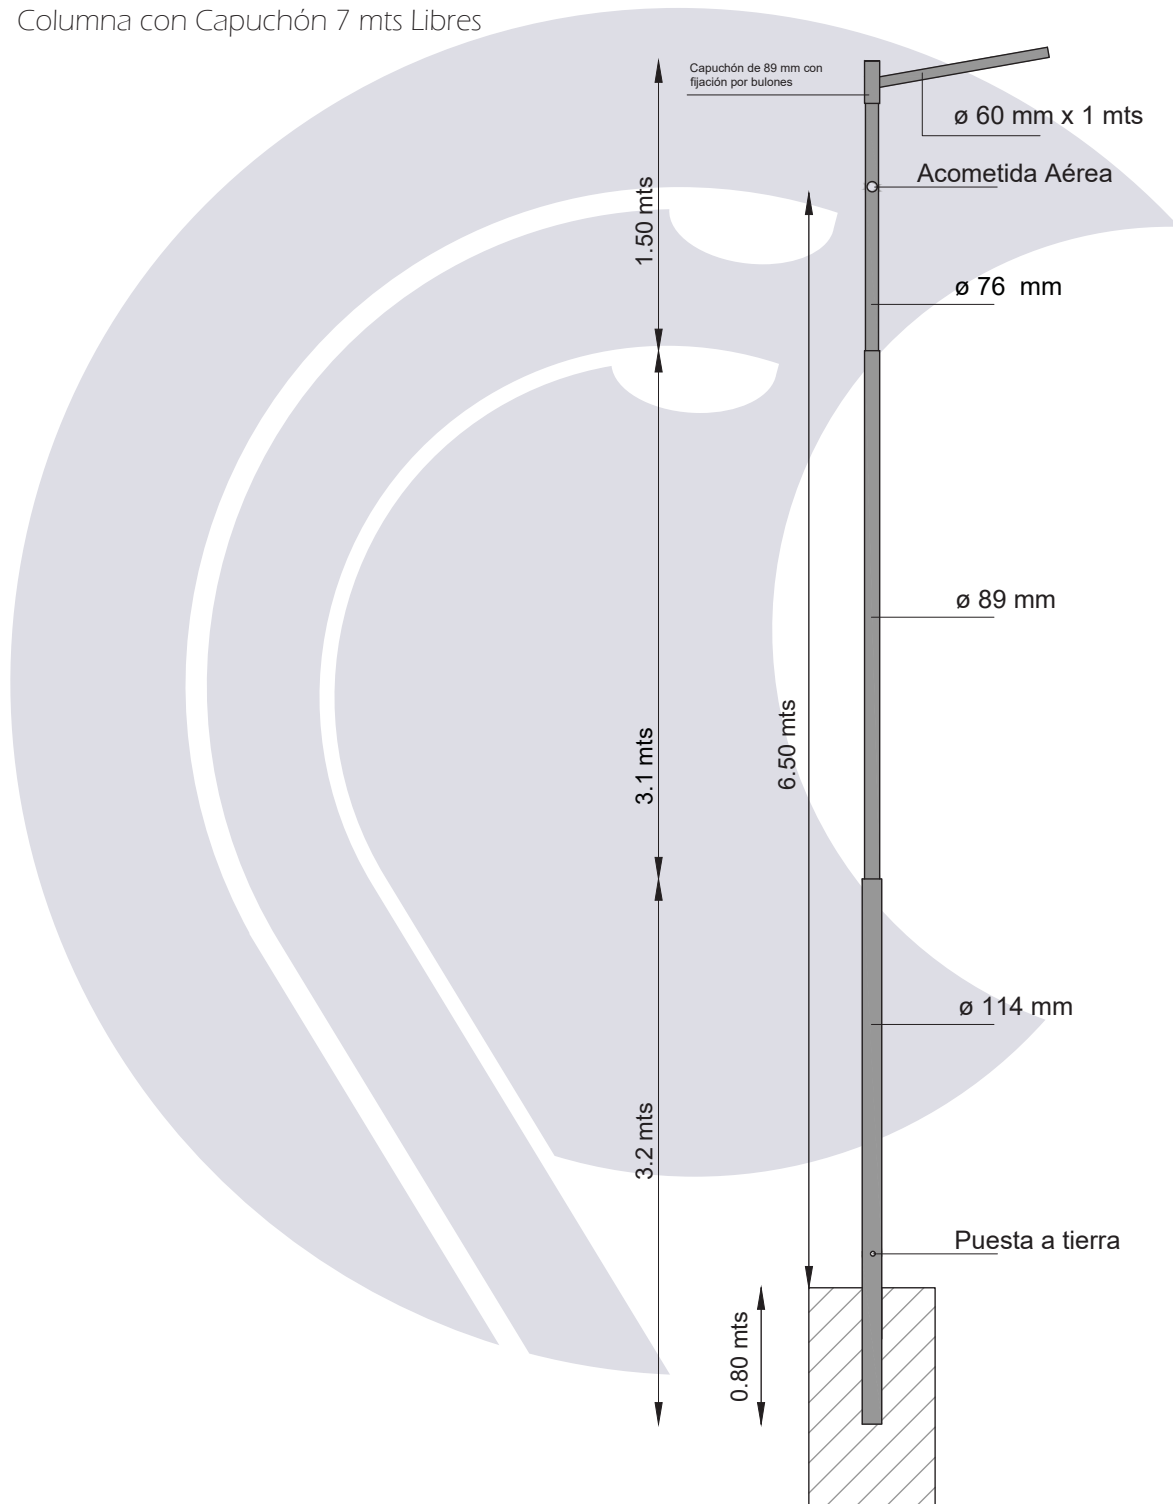 Columna con Capuchón 7 mts Libres
Capuchón de 89 mm con
fijación por bulones
ø 60 mm x 1 mts
Acometida Aérea
1.50 mts
ø 76 mm
ø 89 mm
6.50 mts
3.1 mts
ø 114 mm
3.2 mts
Puesta a tierra
0.80 mts